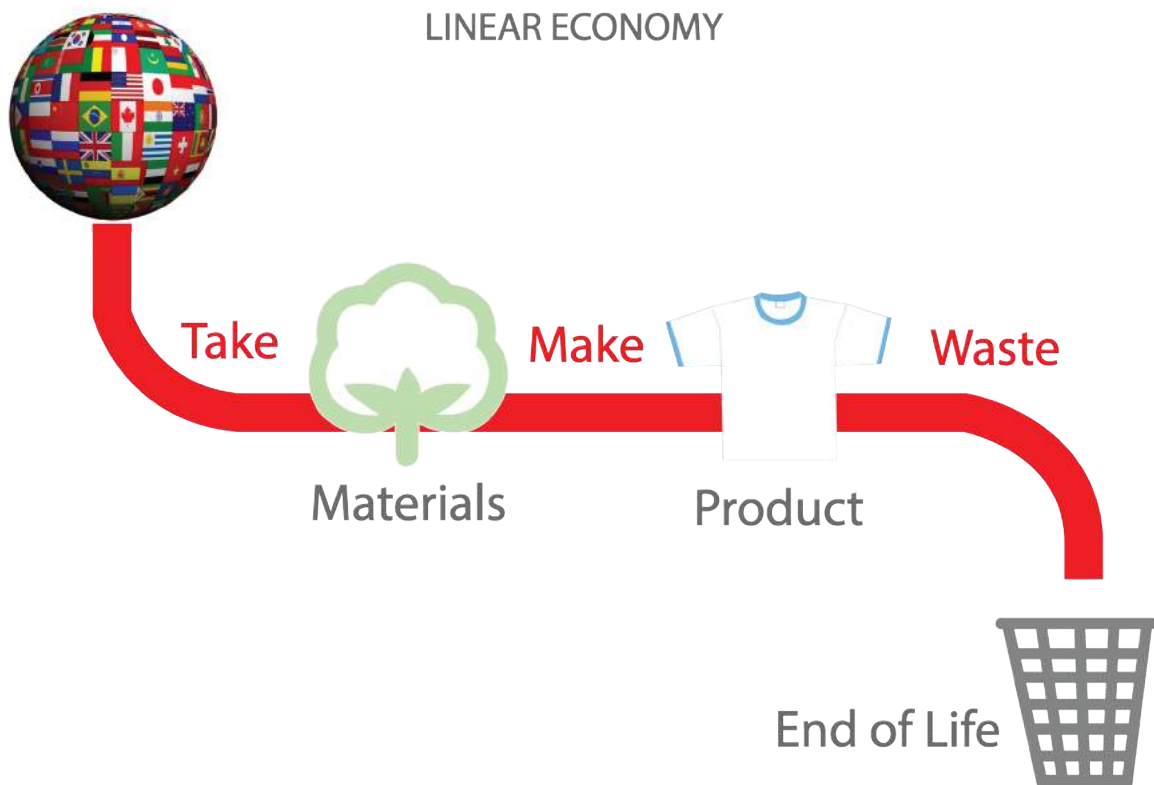 LINEAR ECONOMY
Take
Make
Waste
Materials
Product
End of Life